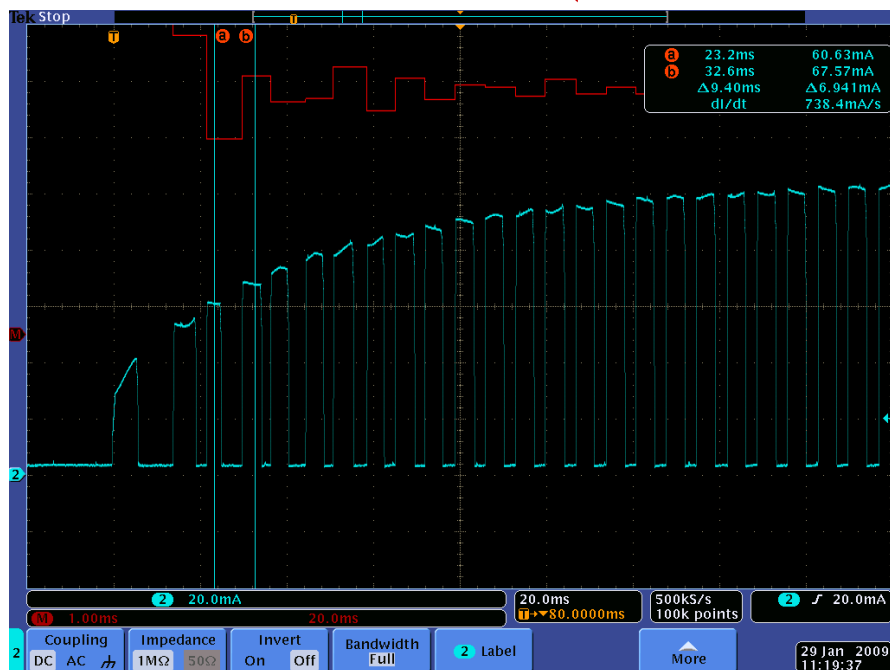 Tek Stop
T
T
a b
a 23.2ms 60.63mA
b 32.6ms 67.57mA
Δ9.40ms Δ6.941mA
dI/dt 738.4mA/s
M
2
2 20.0mA
M 1.00ms 20.0ms
20.0ms
T→▼80.0000ms
500kS/s
100k points
2 ʃ 20.0mA
2
Coupling
DC AC
Impedance
1MΩ 50Ω
Invert
On Off
Bandwidth
Full
2 Label
More
29 Jan 2009
11:19:37